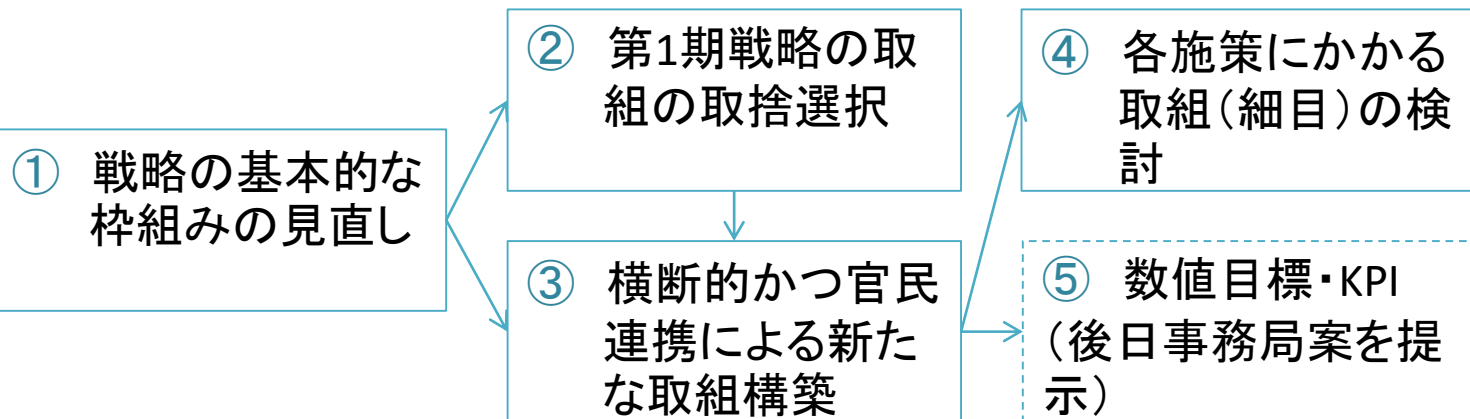 ① 戦略の基本的な
枠組みの見直し
② 第1期戦略の取
組の取捨選択
③ 横断的かつ官民
連携による新た
な取組構築
④ 各施策にかかる
取組(細目)の検
討
⑤ 数値目標・KPI
(後日事務局案を提
示)